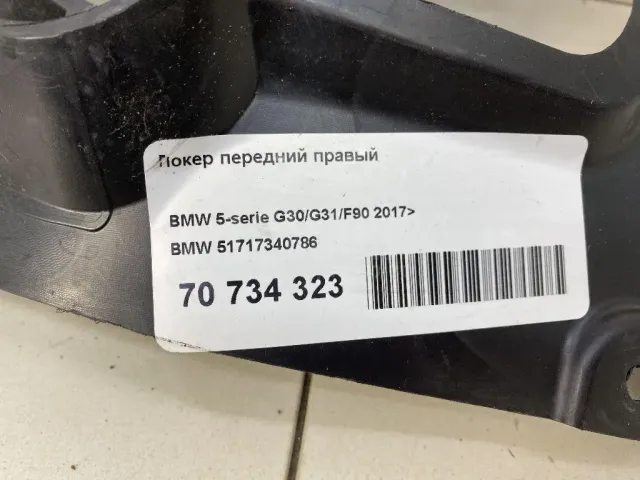 Локер передний правый
BMW 5-serie G30/G31/F90 2017>
BMW 51717340786
70 734 323